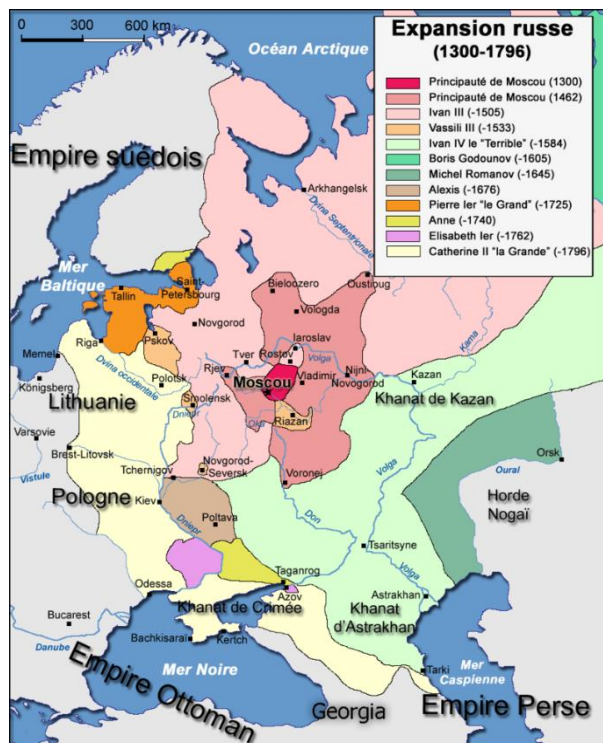 0 300 600 km
Océan Arctique
Expansion russe
(1300-1796)
Principauté de Moscou (1300)
Principauté de Moscou (1462)
Ivan III (-1505)
Vassili III (-1533)
Ivan IV le "Terrible" (-1584)
Boris Godounov (-1605)
Michel Romanov (-1645)
Alexis (-1676)
Pierre Ier "le Grand" (-1725)
Anne (-1740)
Elisabeth Ier (-1762)
Catherine II "la Grande" (-1796)
Empire suédois
Arkhangelsk
Dvina Septentrionale
Mer
Baltique
Tallin
Saint-
Petersbourg
Bieloozero
Oustioug
Vologda
Novgorod
Riga
Pskov
Iaroslav
Kama
Memel
Tver
Rostov
Volga
Dvina occidentale
Polotsk
Rjev
Moscou
Vladimir
Nijni
Novogorod
Kazan
Königsberg
Khanat de Kazan
Lithuanie
Smolensk
Dniepr
Oka
Riazan
Varsovie
Brest-Litovsk
Vistule
Novgorod-
Seversk
Tchernigov
Voronej
Volga
Orsk
Oural
Pologne
Kiev
Dniepr
Poltava
Don
Horde
Nogaï
Tsaritsyne
Volga
Taganrog
Azov
Odessa
Khanat de Crimée
Astrakhan
Khanat
d'Astrakhan
Bucarest
Danube
Bachkisaraï
Kertch
Empire Ottoman
Mer Noire
Tarki
Mer
Caspienne
Georgia
Empire Perse